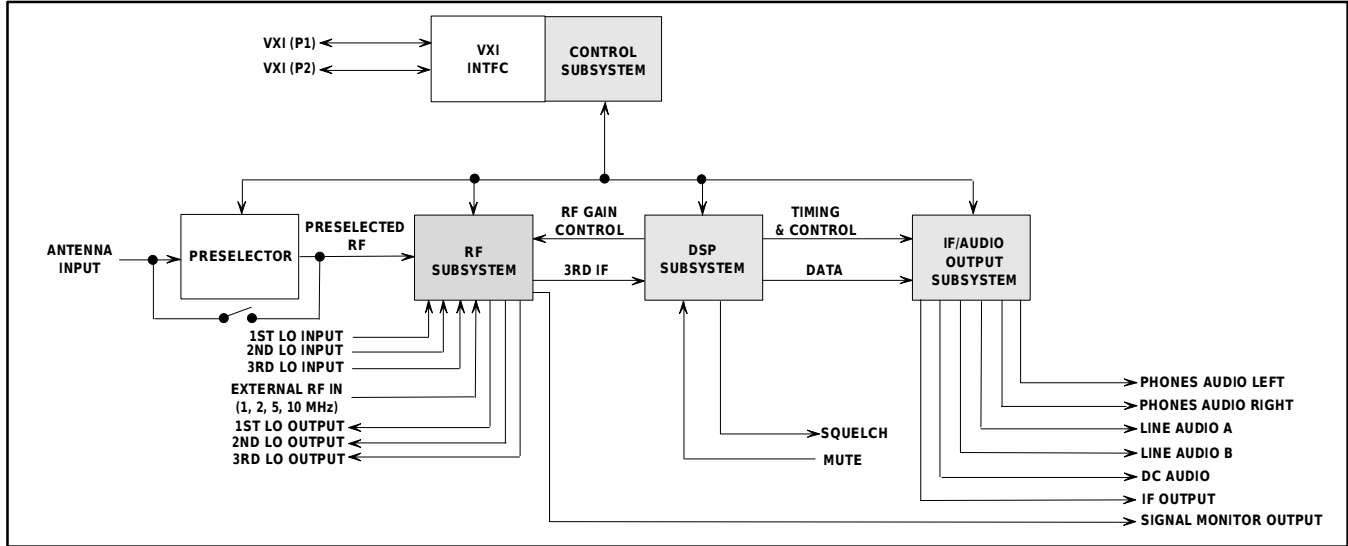 VXI (P1)
VXI (P2)
VXI
INTFC
CONTROL
SUBSYSTEM
ANTENNA
INPUT
PRESELECTOR
PRESELECTED
RF
RF
SUBSYSTEM
RF GAIN
CONTROL
3RD IF
DSP
SUBSYSTEM
TIMING
& CONTROL
DATA
IF/AUDIO
OUTPUT
SUBSYSTEM
1ST LO INPUT
2ND LO INPUT
3RD LO INPUT
EXTERNAL RF IN
(1, 2, 5, 10 MHz)
1ST LO OUTPUT
2ND LO OUTPUT
3RD LO OUTPUT
SQUELCH
MUTE
PHONES AUDIO LEFT
PHONES AUDIO RIGHT
LINE AUDIO A
LINE AUDIO B
DC AUDIO
IF OUTPUT
SIGNAL MONITOR OUTPUT